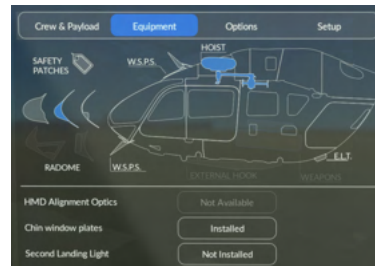 Crew & Payload Equipment Options Setup
HOIST
SAFETY PATCHES
W.S.P.S.
E.L.T.
RADOME
W.S.P.S.
EXTERNAL HOOK
WEAPONS
HMD Alignment Optics Not Available
Chin window plates Installed
Second Landing Light Not Installed